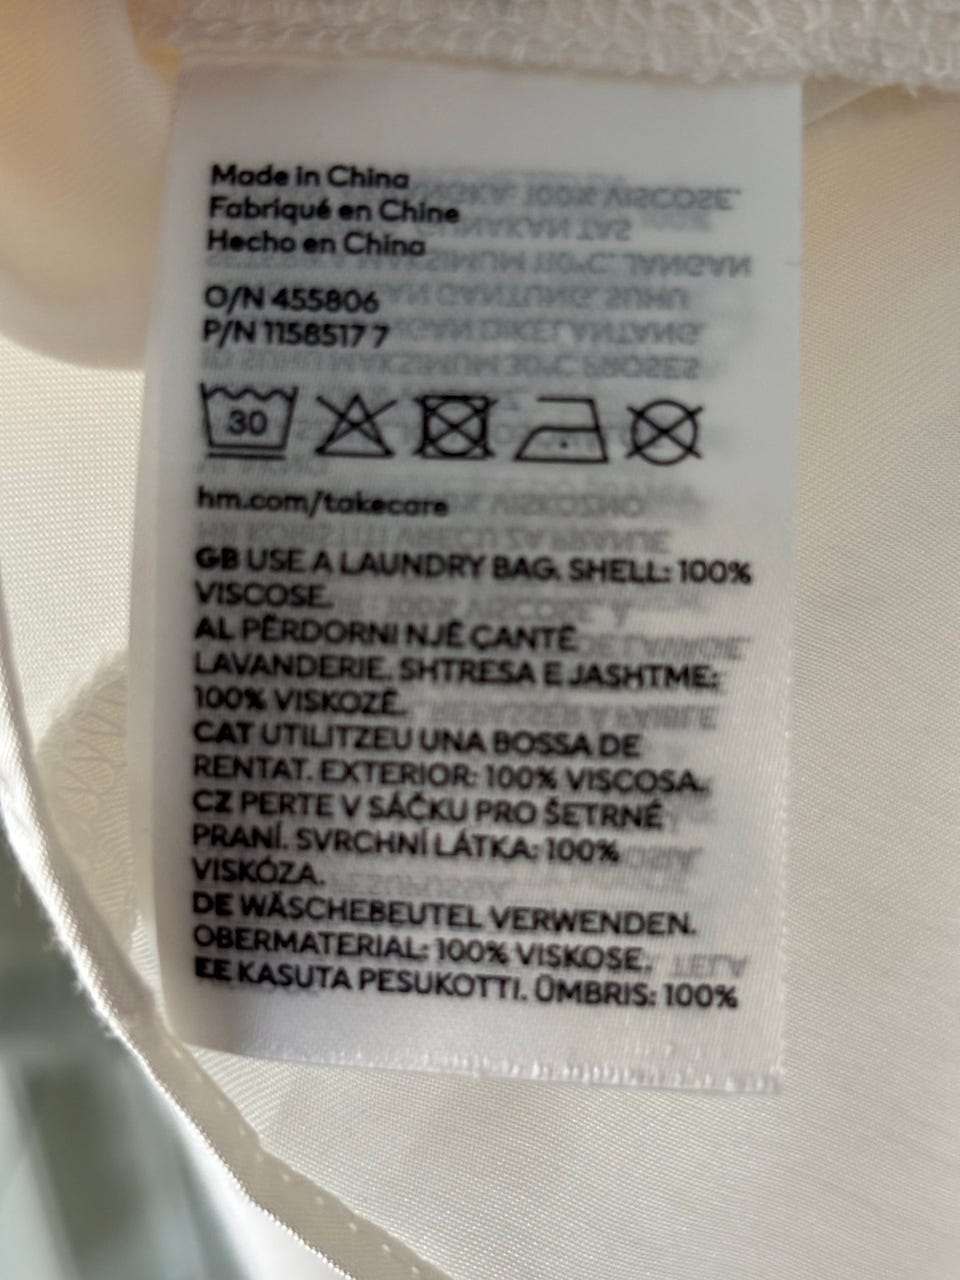 Made in China
Fabriqué en Chine
Hecho en China
O/N 455806
P/N 1158517 7
30
hm.com/takecare
GB USE A LAUNDRY BAG. SHELL: 100%
VISCOSE.
AL PËRDORNI NJË ÇANTË
LAVANDERIE. SHTRESA E JASHTME:
100% VISKOZË.
CAT UTILITZEU UNA BOSSA DE
RENTAT. EXTERIOR: 100% VISCOSA.
CZ PERTE V SÁČKU PRO ŠETRNÉ
PRANÍ. SVRCHNÍ LÁTKA: 100%
VISKÓZA.
DE WÄSCHEBEUTEL VERWENDEN.
OBERMATERIAL: 100% VISKOSE.
EE KASUTA PESUKOTTI. ÜMBRIS: 100%